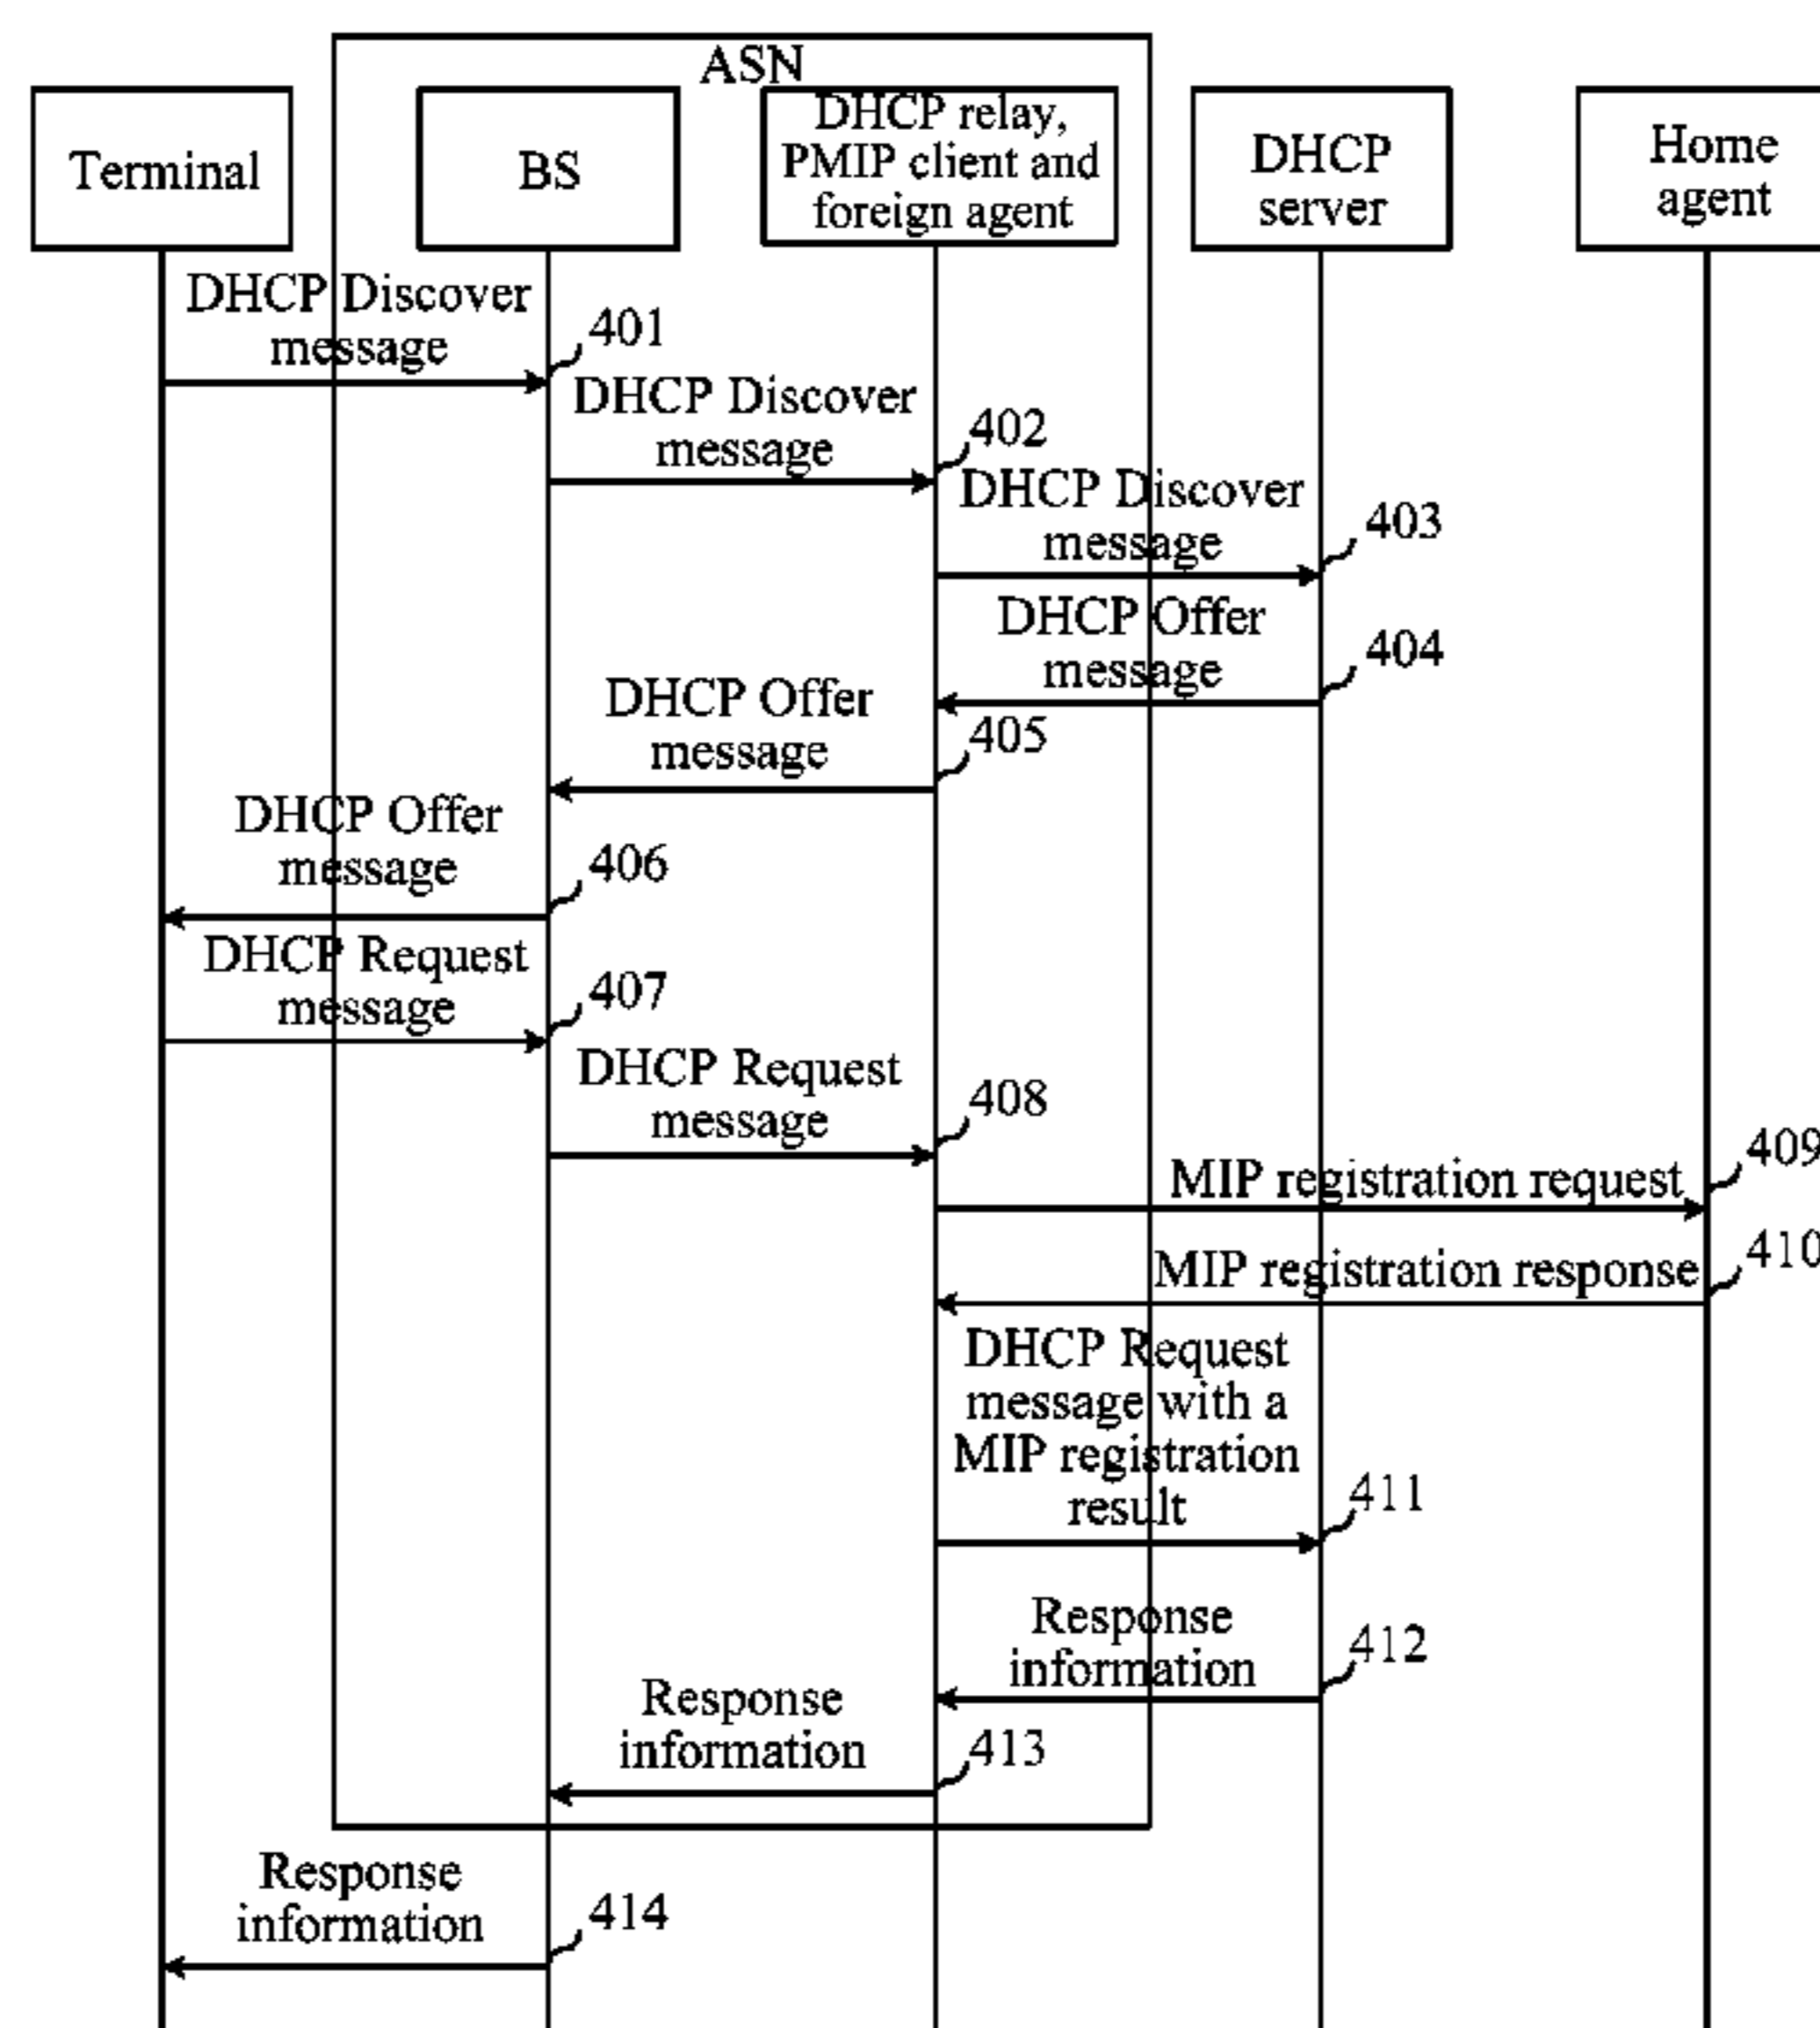 ASN
Terminal
BS
DHCP relay,
PMIP client and
foreign agent
DHCP
server
Home
agent
DHCP Discover
message
401
DHCP Discover
message
402
DHCP Discover
message
403
DHCP Offer
message
404
DHCP Offer
message
405
DHCP Offer
message
406
DHCP Request
message
407
DHCP Request
message
408
MIP registration request
409
MIP registration response
410
DHCP Request
message with a
MIP registration
result
411
Response
information
412
Response
information
413
Response
information
414